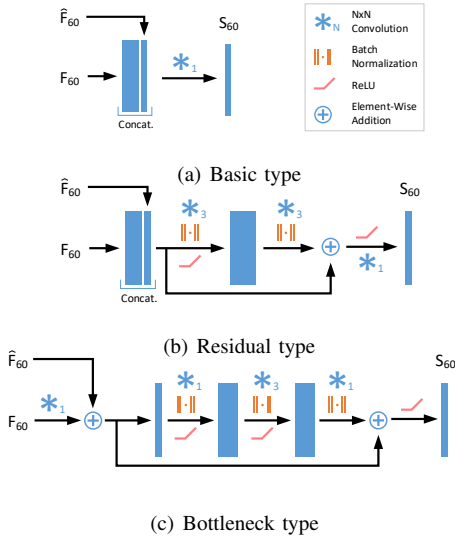 F̂60
S60
F60
*1
Concat.
*N NxN Convolution
Batch Normalization
ReLU
Element-Wise Addition
(a) Basic type
F̂60
S60
*3
*3
F60
*1
Concat.
(b) Residual type
F̂60
S60
*1
*1
*3
*1
F60
(c) Bottleneck type